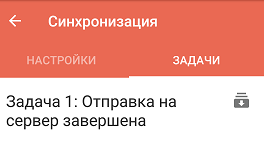 Синхронизация
НАСТРОЙКИ ЗАДАЧИ
Задача 1: Отправка на
сервер завершена